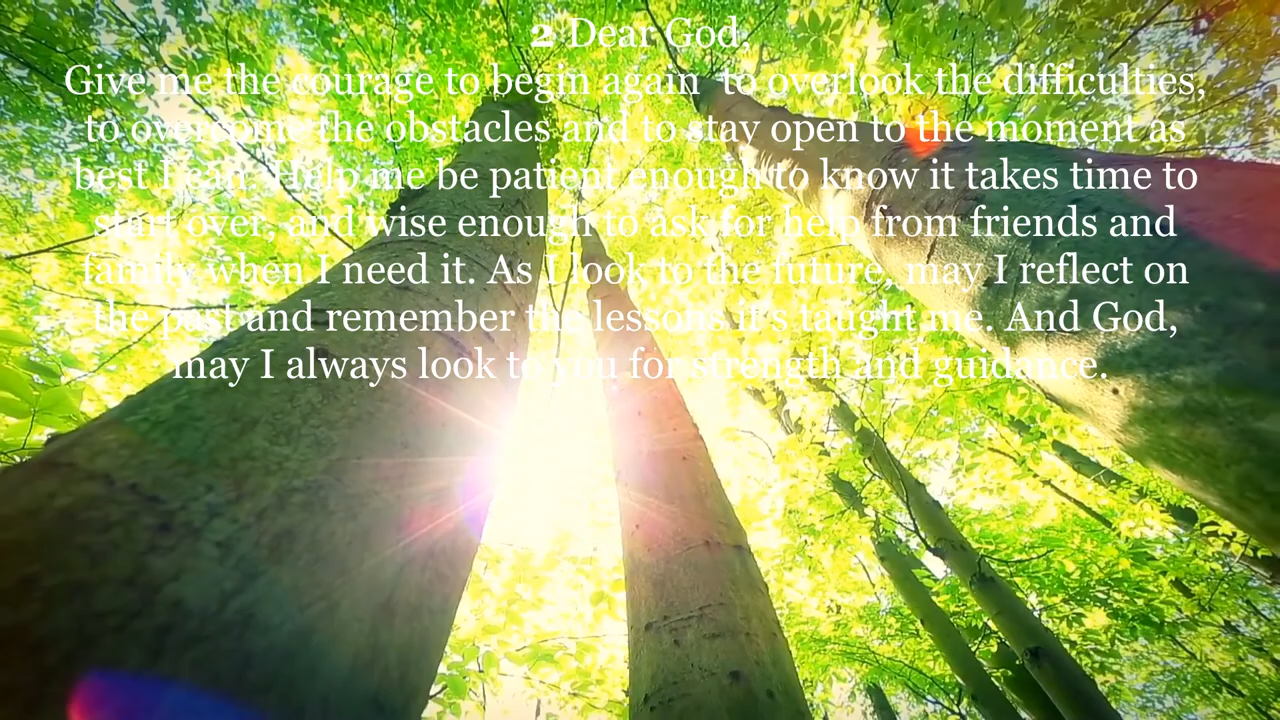 2 Dear God,
Give me the courage to begin again to overlook the difficulties,
to overcome the obstacles and to stay open to the moment as
best I can. Help me be patient enough to know it takes time to
start over, and wise enough to ask for help from friends and
family when I need it. As I look to the future, may I reflect on
the past and remember the lessons it's taught me. And God,
may I always look to you for strength and guidance.